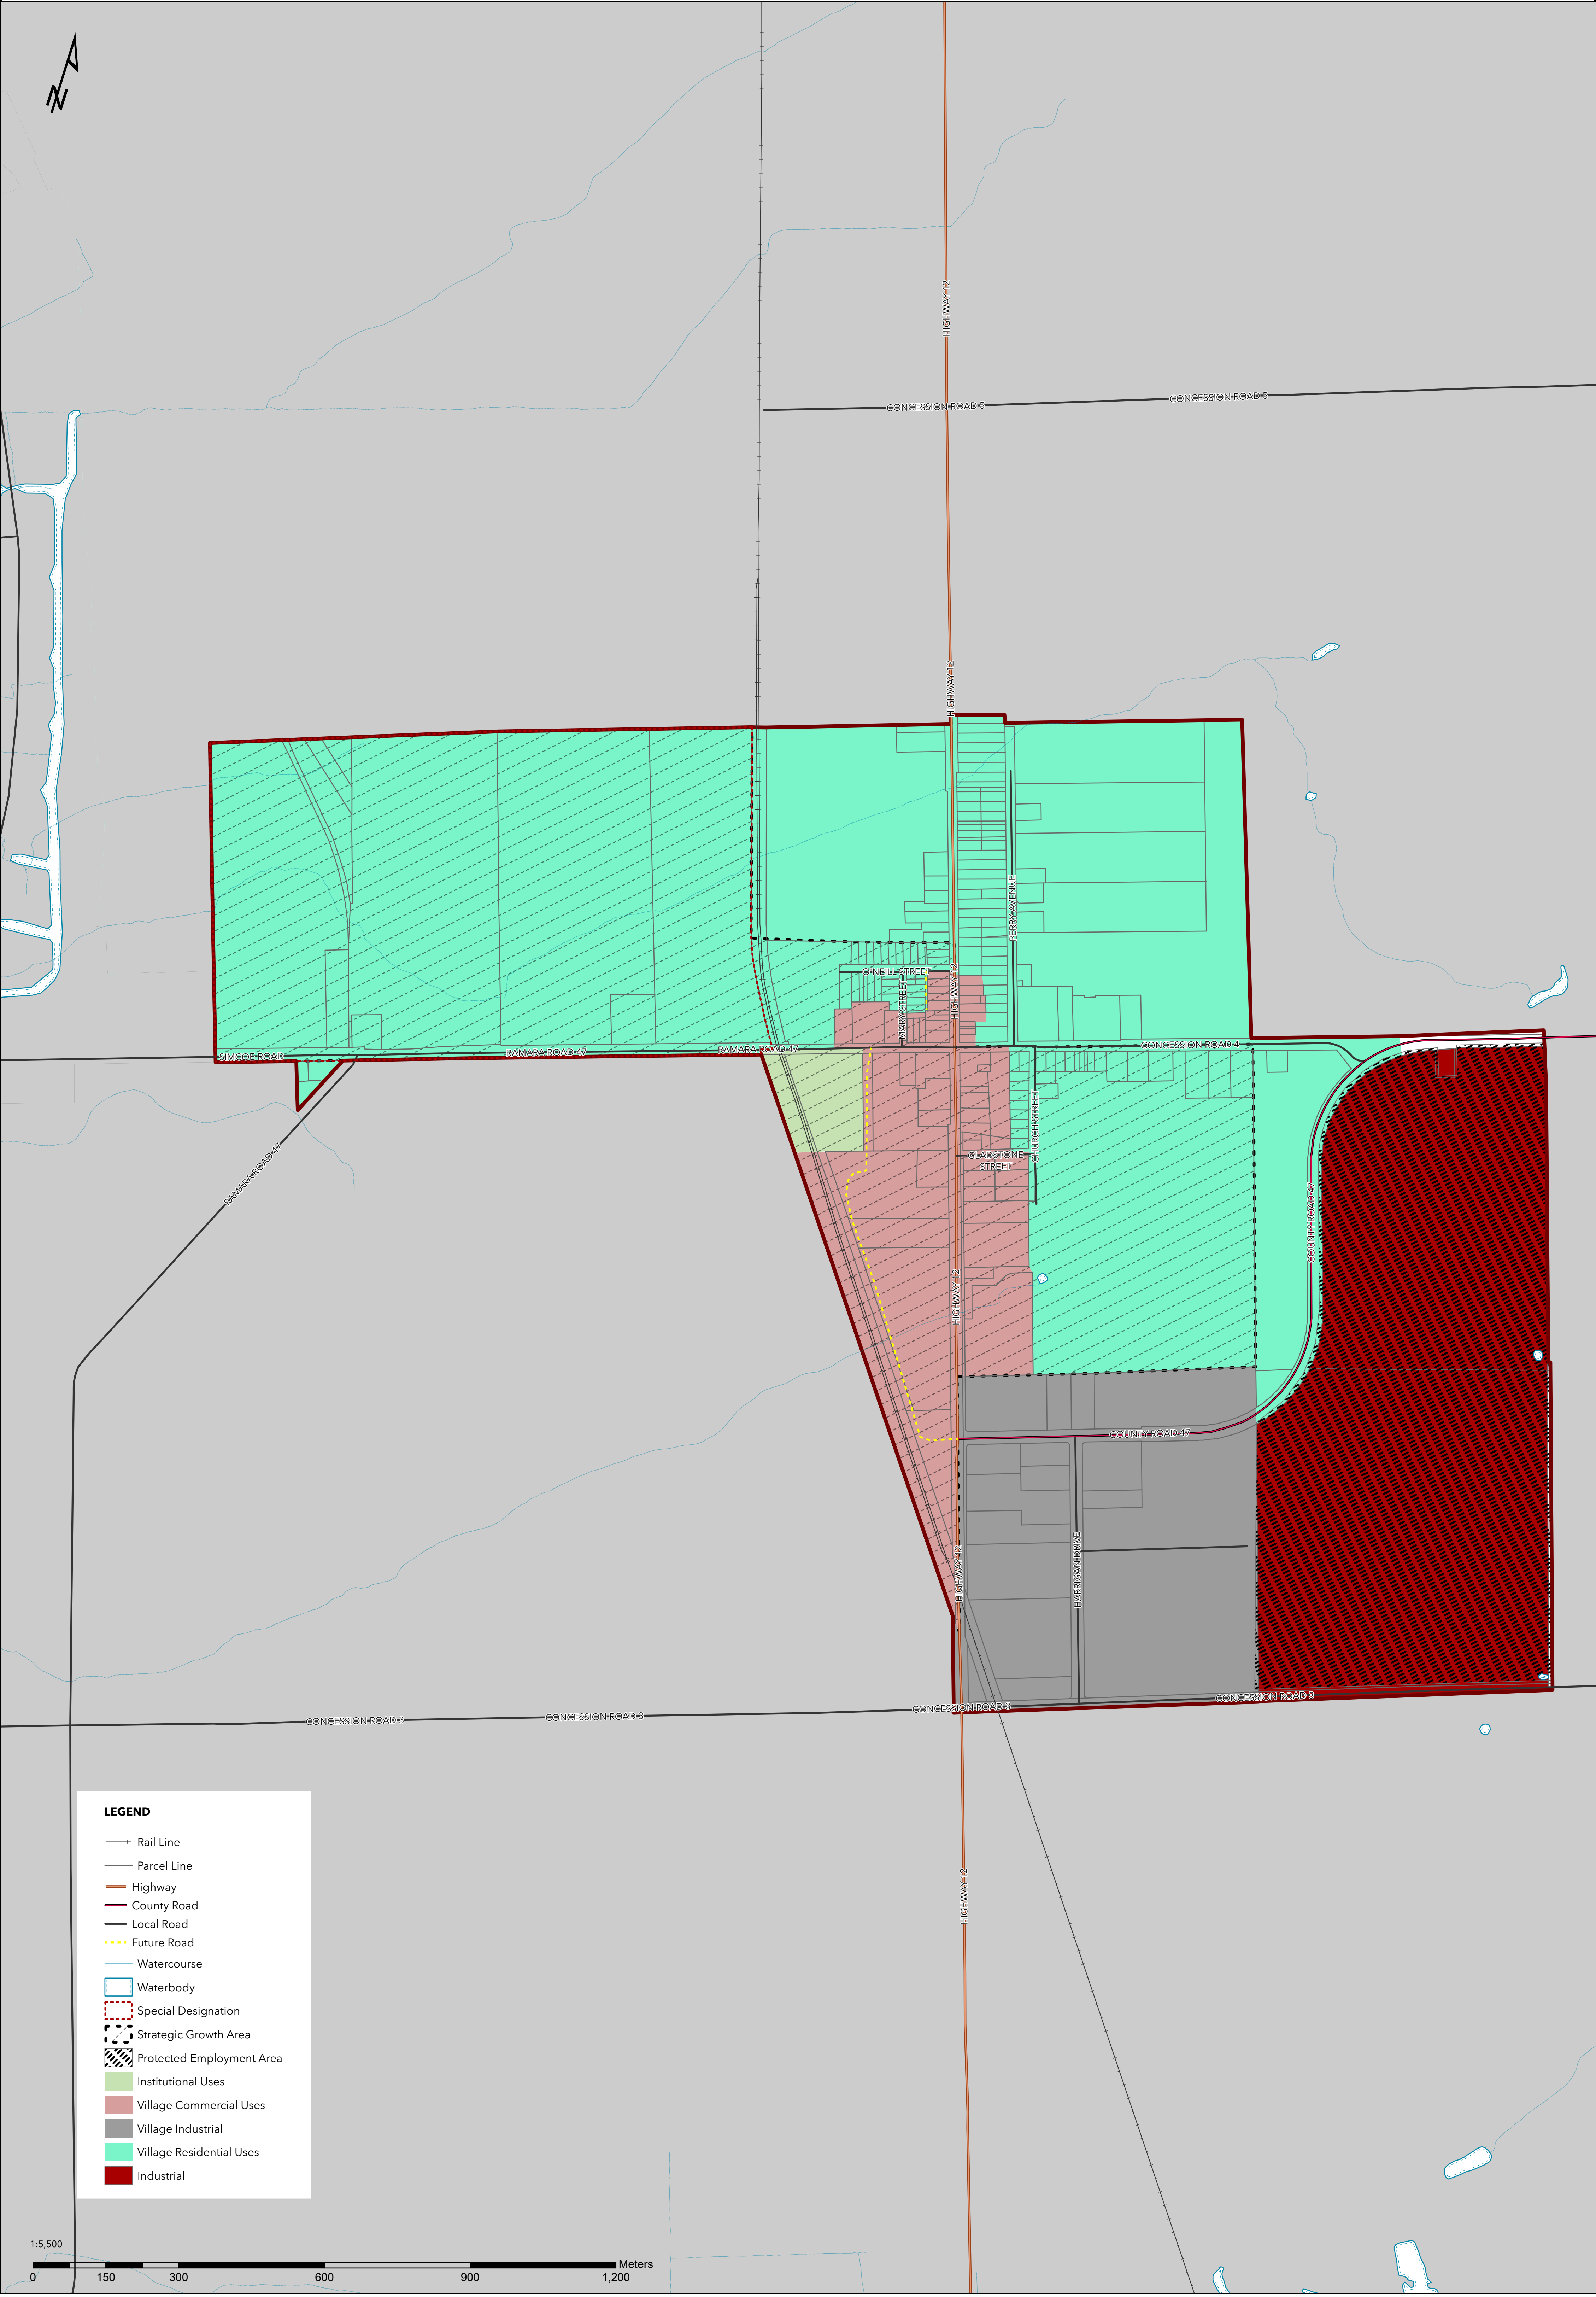 N
HIGHWAY 12
CONCESSION ROAD 5
CONCESSION ROAD 5
HIGHWAY 12
PERRY AVENUE
O'NEILL STREET
MARY STREET
HIGHWAY 12
SIMCOE ROAD
RAMARA ROAD 47
RAMARA ROAD 47
CONCESSION ROAD 4
CHURCH STREET
GLADSTONE
STREET
RAMARA ROAD 47
COUNTY ROAD 47
HIGHWAY 12
COUNTY ROAD 47
HIGHWAY 12
HARRIGAN DRIVE
CONCESSION ROAD 3
CONCESSION ROAD 3
CONCESSION ROAD 3
CONCESSION ROAD 3
HIGHWAY 12
LEGEND
Rail Line
Parcel Line
Highway
County Road
Local Road
Future Road
Watercourse
Waterbody
Special Designation
Strategic Growth Area
Protected Employment Area
Institutional Uses
Village Commercial Uses
Village Industrial
Village Residential Uses
Industrial
1:5,500
Meters
0 150 300 600 900 1,200